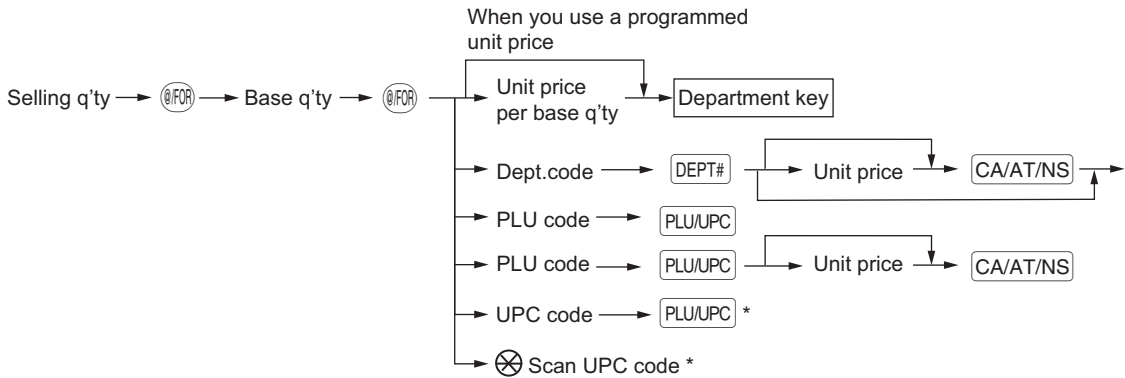 When you use a programmed
unit price
Selling q'ty @/FOR Base q'ty @/FOR Unit price
per base q'ty Department key
Dept.code DEPT# Unit price CA/AT/NS
PLU code PLU/UPC
PLU code PLU/UPC Unit price CA/AT/NS
UPC code PLU/UPC *
Scan UPC code *